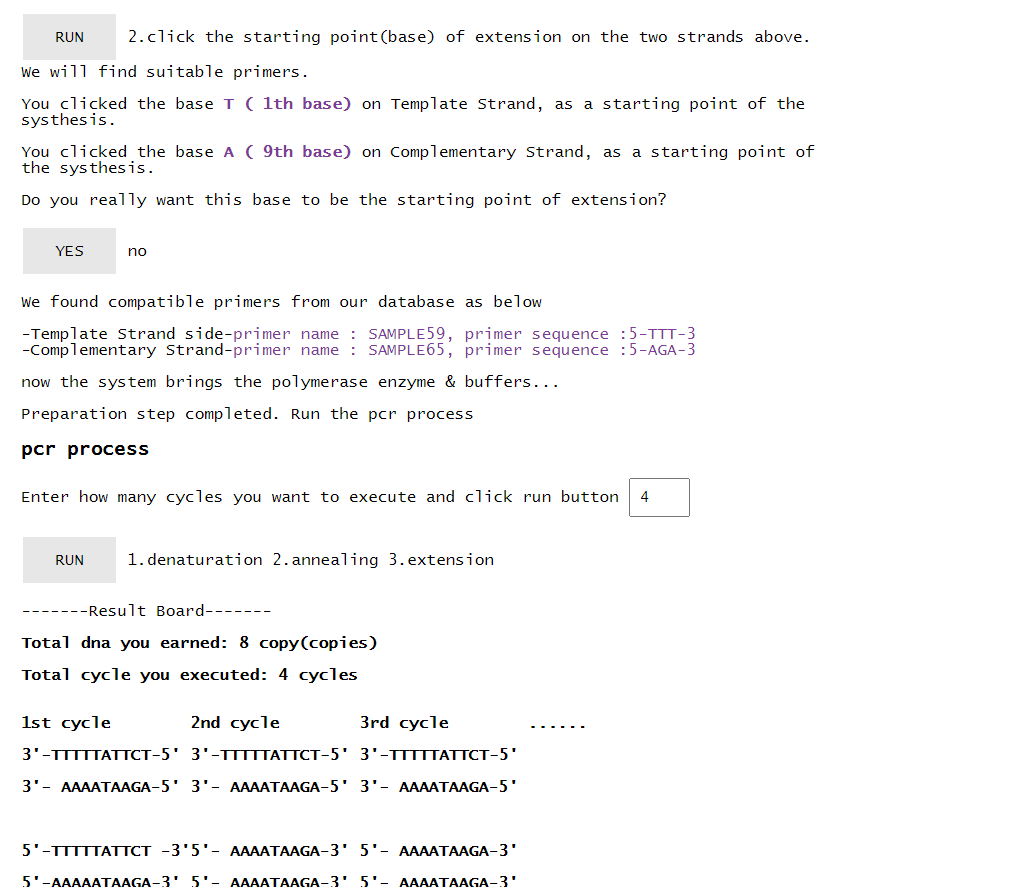 RUN 2.click the starting point(base) of extension on the two strands above.
We will find suitable primers.
You clicked the base T ( 1th base) on Template Strand, as a starting point of the
systhesis.
You clicked the base A ( 9th base) on Complementary Strand, as a starting point of
the systhesis.
Do you really want this base to be the starting point of extension?
YES no
We found compatible primers from our database as below
-Template Strand side-primer name : SAMPLE59, primer sequence :5-TTT-3
-Complementary Strand-primer name : SAMPLE65, primer sequence :5-AGA-3
now the system brings the polymerase enzyme & buffers...
Preparation step completed. Run the pcr process
pcr process
Enter how many cycles you want to execute and click run button 4
RUN 1.denaturation 2.annealing 3.extension
-------Result Board-------
Total dna you earned: 8 copy(copies)
Total cycle you executed: 4 cycles
1st cycle 2nd cycle 3rd cycle ......
3'-TTTTTATTCT-5' 3'-TTTTTATTCT-5' 3'-TTTTTATTCT-5'
3'- AAAATAAGA-5' 3'- AAAATAAGA-5' 3'- AAAATAAGA-5'
5'-TTTTTATTCT -3'5'- AAAATAAGA-3' 5'- AAAATAAGA-3'
5'-AAAAATAAGA-3' 5'- AAAATAAGA-3' 5'- AAAATAAGA-3'